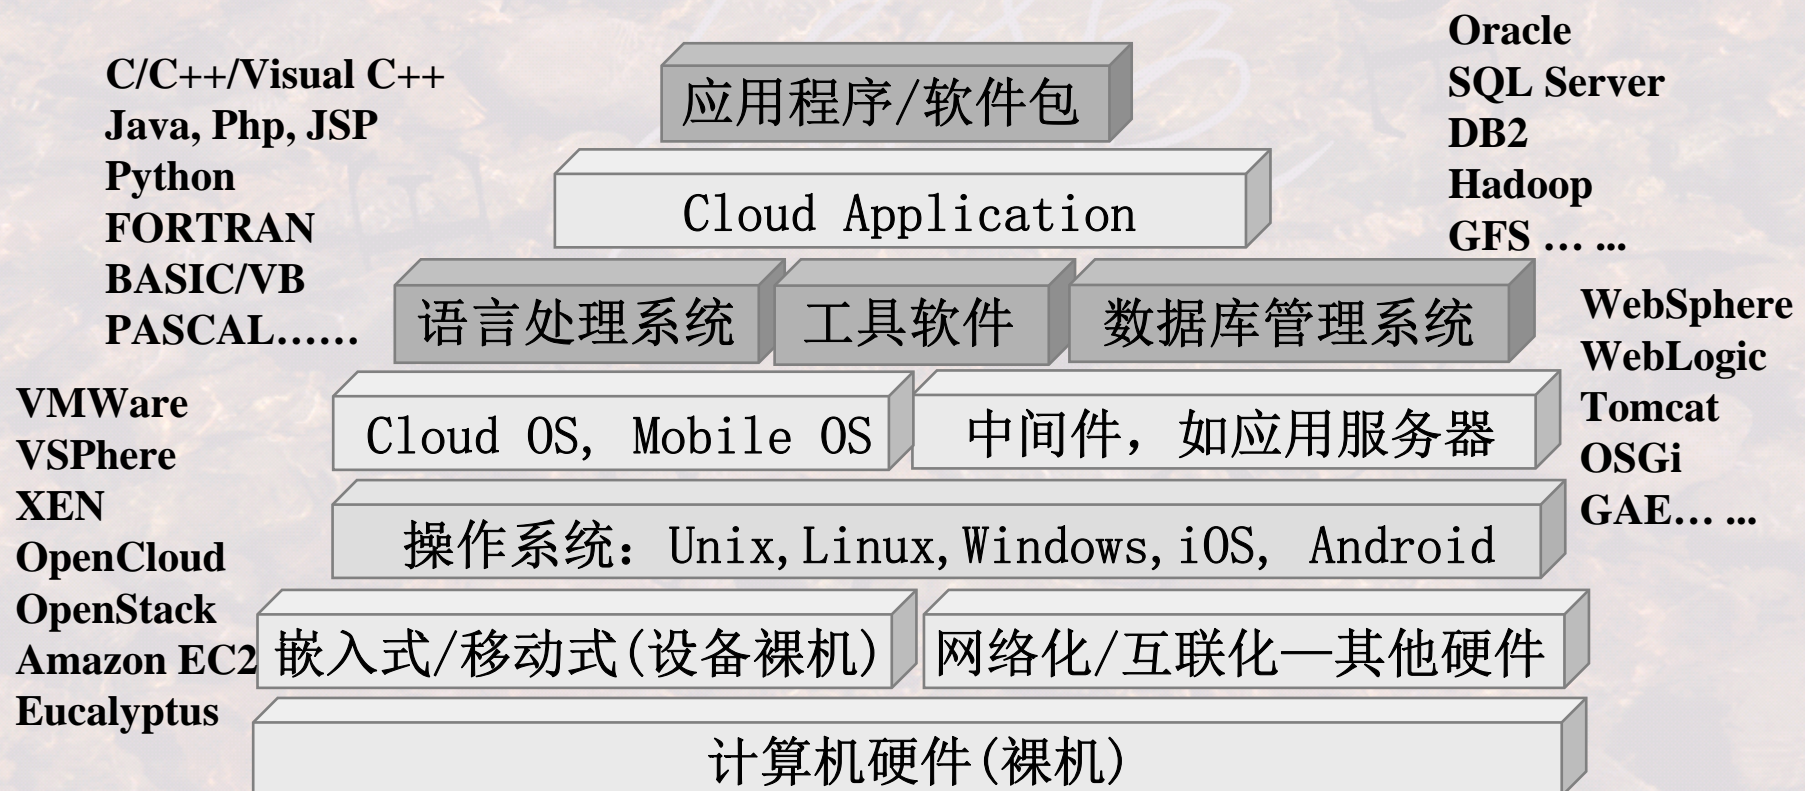 C/C++/Visual C++
Java, Php, JSP
Python
FORTRAN
BASIC/VB
PASCAL……
VMWare
VSPhere
XEN
OpenCloud
OpenStack
Amazon EC2
Eucalyptus
应用程序/软件包
Cloud Application
语言处理系统
工具软件
数据库管理系统
Cloud OS, Mobile OS
中间件，如应用服务器
操作系统：Unix,Linux,Windows,iOS, Android
嵌入式/移动式(设备裸机)
网络化/互联化—其他硬件
计算机硬件(裸机)
Oracle
SQL Server
DB2
Hadoop
GFS … ...
WebSphere
WebLogic
Tomcat
OSGi
GAE… ...